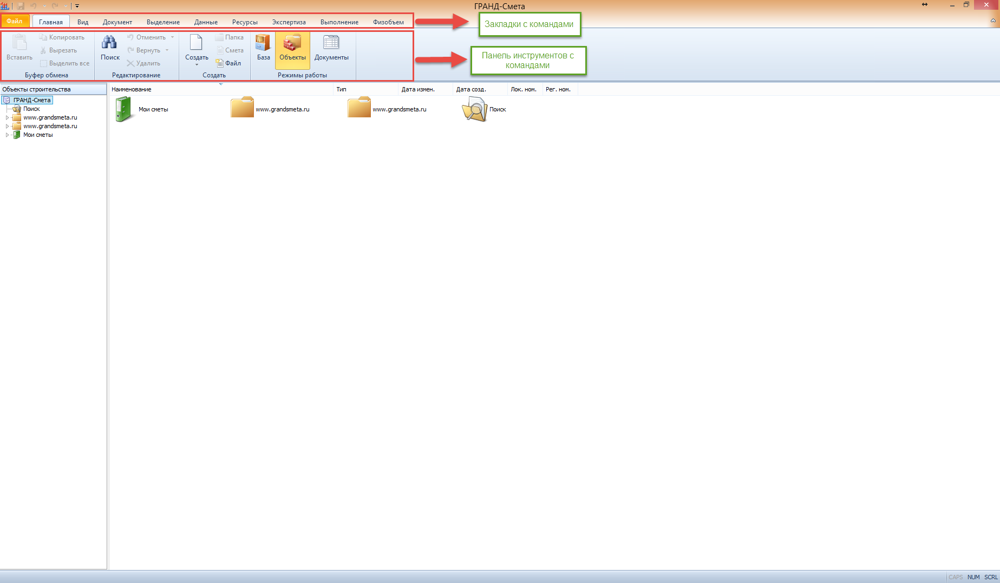 ГРАНД-Смета
Файл Главная Вид Документ Выделение Данные Ресурсы Экспертиза Выполнение Физобъем
Закладки с командами
Вставить
Копировать
Вырезать
Выделить все
Буфер обмена
Поиск
Отменить
Вернуть
Удалить
Редактирование
Создать
Папка
Смета
Файл
Создать
База
Объекты
Документы
Режимы работы
Панель инструментов с
командами
Объекты строительства
ГРАНД-Смета
Поиск
www.grandsmeta.ru
www.grandsmeta.ru
Мои сметы
Наименование Тип Дата измен. Дата созд. Лок. ном. Рег. ном.
Мои сметы www.grandsmeta.ru www.grandsmeta.ru Поиск
CAPS NUM SCRL